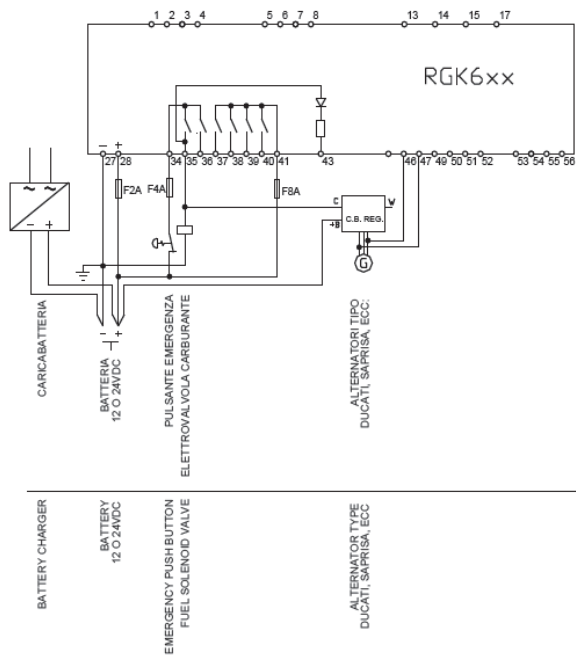 1 2 3 4 5 6 7 8 13 14 15 17
RGK6xx
- +
27 28 34 35 36 37 38 39 40 41 43 46 47 49 50 51 52 53 54 55 56
F2A F4A F8A
C W
C.B. REG.
+B
G
~ ~
- +
- +
CARICABATTERIA
BATTERIA
12 O 24VDC
PULSANTE EMERGENZA
ELETTROVALVOLA CARBURANTE
ALTERNATORI TIPO
DUCATI, SAPRISA, ECC:
BATTERY CHARGER
BATTERY
12 O 24VDC
EMERGENCY PUSH BUTTON
FUEL SOLENOID VALVE
ALTERNATOR TYPE
DUCATI, SAPRISA, ECC